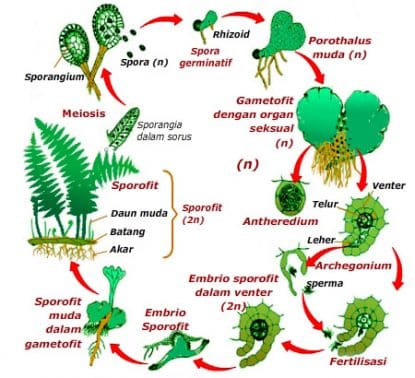 Rhizoid
Spora
germinatif
Porothalus
muda (n)
Sporangium
Spora (n)
Meiosis
Sporangia
dalam sorus
Gametofit
dengan organ
seksual
(n)
(n)
Sporofit
Daun muda
Batang
Akar
Sporofit
(2n)
Antheredium
Venter
Telur
Leher
Archegonium
sperma
Fertilisasi
Embrio sporofit
dalam venter
(2n)
Embrio
Sporofit
Sporofit
muda
dalam
gametofit